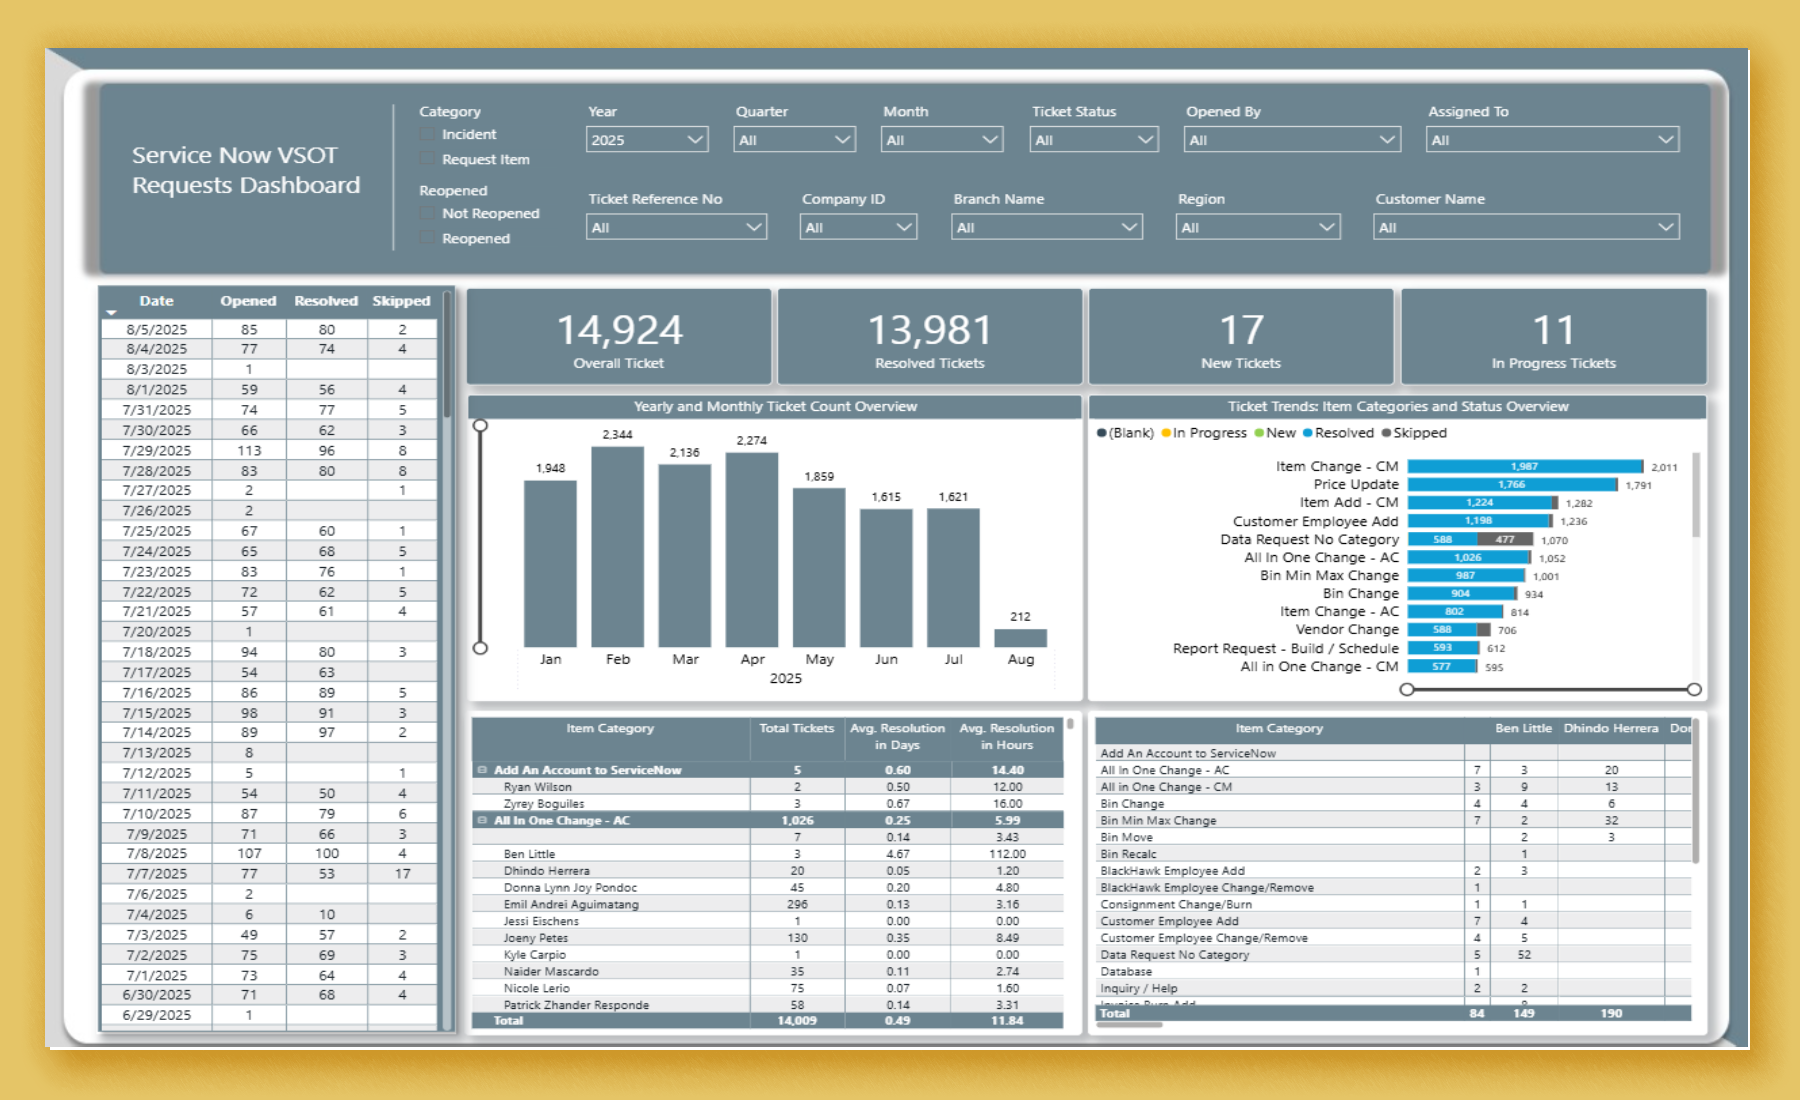 Service Now VSOT
Requests Dashboard
Category
Incident
Request Item
Reopened
Not Reopened
Reopened
Year
2025
Quarter
All
Month
All
Ticket Status
All
Opened By
All
Assigned To
All
Ticket Reference No
All
Company ID
All
Branch Name
All
Region
All
Customer Name
All
Date Opened Resolved Skipped
8/5/2025 85 80 2
8/4/2025 77 74 4
8/3/2025 1
8/1/2025 59 56 4
7/31/2025 74 77 5
7/30/2025 66 62 3
7/29/2025 113 96 8
7/28/2025 83 80 8
7/27/2025 2 1
7/26/2025 2
7/25/2025 67 60 1
7/24/2025 65 68 5
7/23/2025 83 76 1
7/22/2025 72 62 5
7/21/2025 57 61 4
7/20/2025 1
7/18/2025 94 80 3
7/17/2025 54 63
7/16/2025 86 89 5
7/15/2025 98 91 3
7/14/2025 89 97 2
7/13/2025 8
7/12/2025 5 1
7/11/2025 54 50 4
7/10/2025 87 79 6
7/9/2025 71 66 3
7/8/2025 107 100 4
7/7/2025 77 53 17
7/6/2025 2
7/4/2025 6 10
7/3/2025 49 57 2
7/2/2025 75 69 3
7/1/2025 73 64 4
6/30/2025 71 68 4
6/29/2025 1
14,924
Overall Ticket
13,981
Resolved Tickets
17
New Tickets
11
In Progress Tickets
Yearly and Monthly Ticket Count Overview
1,948
2,344
2,136
2,274
1,859
1,615
1,621
212
Jan Feb Mar Apr May Jun Jul Aug
2025
Ticket Trends: Item Categories and Status Overview
(Blank) In Progress New Resolved Skipped
Item Change - CM 1,987 2,011
Price Update 1,766 1,791
Item Add - CM 1,224 1,282
Customer Employee Add 1,198 1,236
Data Request No Category 588 477 1,070
All In One Change - AC 1,026 1,052
Bin Min Max Change 987 1,001
Bin Change 904 934
Item Change - AC 802 814
Vendor Change 588 706
Report Request - Build / Schedule 593 612
All in One Change - CM 577 595
Item Category Total Tickets Avg. Resolution in Days Avg. Resolution in Hours
Add An Account to ServiceNow 5 0.60 14.40
Ryan Wilson 2 0.50 12.00
Zyrey Boguiles 3 0.67 16.00
All In One Change - AC 1,026 0.25 5.99
7 0.14 3.43
Ben Little 3 4.67 112.00
Dhindo Herrera 20 0.05 1.20
Donna Lynn Joy Pondoc 45 0.20 4.80
Emil Andrei Aguimatang 296 0.13 3.16
Jessi Eischens 1 0.00 0.00
Joeny Petes 130 0.35 8.49
Kyle Carpio 1 0.00 0.00
Naider Mascardo 35 0.11 2.74
Nicole Lerio 75 0.07 1.60
Patrick Zhander Responde 58 0.14 3.31
Total 14,009 0.49 11.84
Item Category Ben Little Dhindo Herrera Dor
Add An Account to ServiceNow
All In One Change - AC 7 3 20
All in One Change - CM 3 9 13
Bin Change 4 4 6
Bin Min Max Change 7 2 32
Bin Move 2 3
Bin Recalc 1
BlackHawk Employee Add 2 3
BlackHawk Employee Change/Remove 1
Consignment Change/Burn 1 1
Customer Employee Add 7 4
Customer Employee Change/Remove 4 5
Data Request No Category 5 52
Database 1
Inquiry / Help 2 2
Total 84 149 190